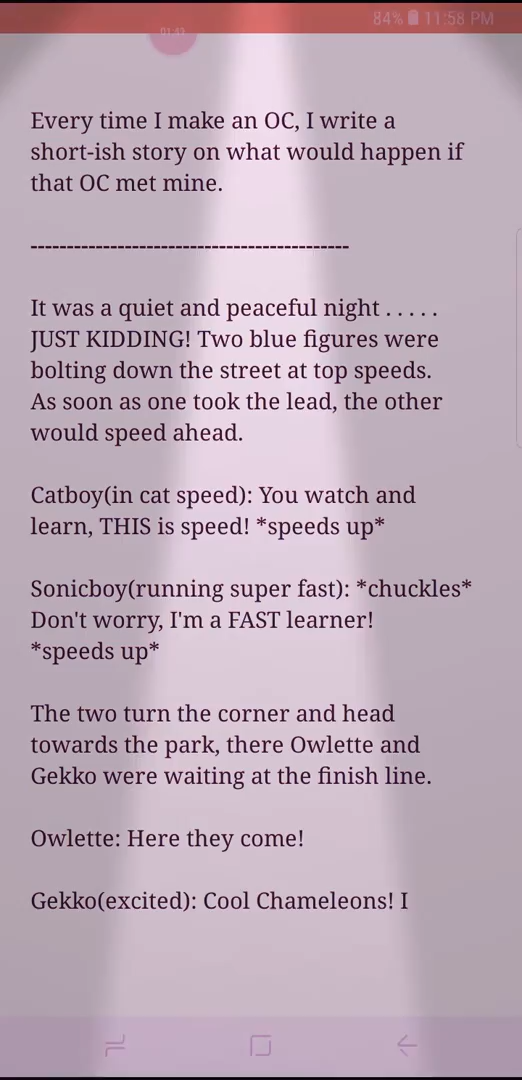 84% 11:58 PM
01:43
Every time I make an OC, I write a
short-ish story on what would happen if
that OC met mine.
--------------------------------------------
It was a quiet and peaceful night . . . . .
JUST KIDDING! Two blue figures were
bolting down the street at top speeds.
As soon as one took the lead, the other
would speed ahead.
Catboy(in cat speed): You watch and
learn, THIS is speed! *speeds up*
Sonicboy(running super fast): *chuckles*
Don't worry, I'm a FAST learner!
*speeds up*
The two turn the corner and head
towards the park, there Owlette and
Gekko were waiting at the finish line.
Owlette: Here they come!
Gekko(excited): Cool Chameleons! I